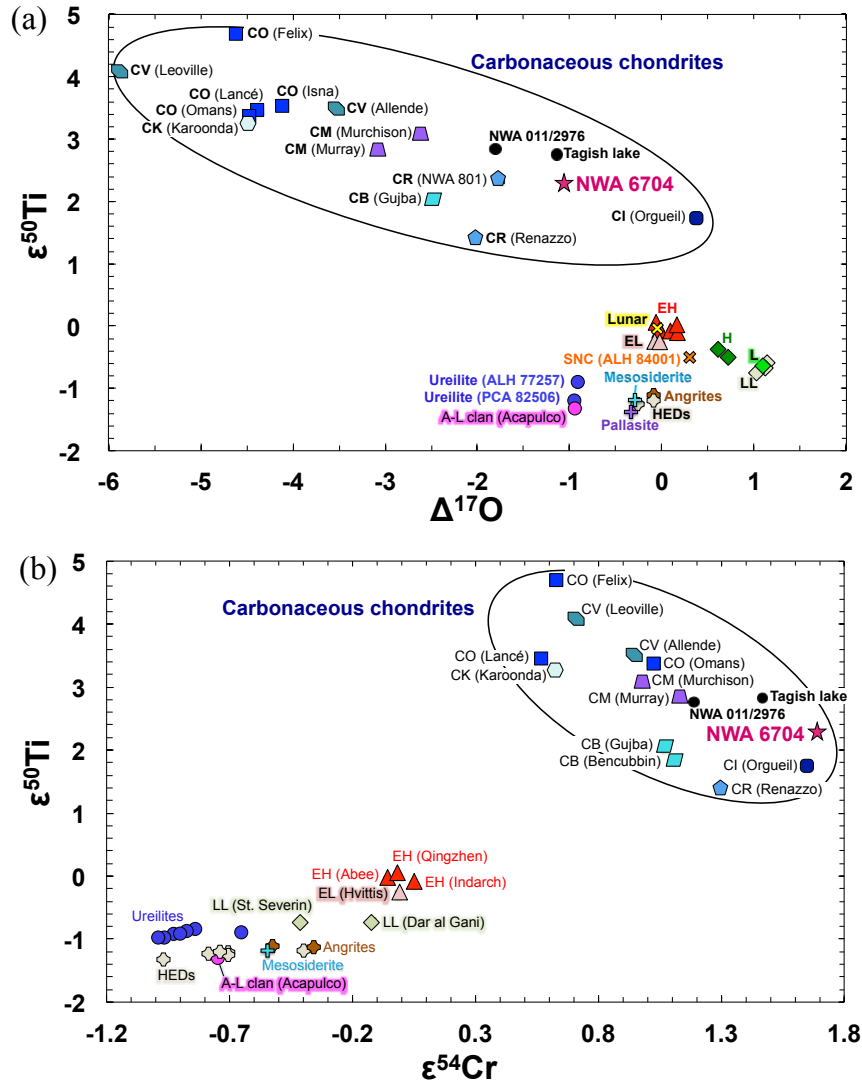 (a)
5
4
3
2
1
0
-1
-2
ε50Ti
CO (Felix)
Carbonaceous chondrites
CV (Leoville)
CO (Lancé)
CO (Isna)
CO (Omans)
CV (Allende)
CK (Karoonda)
CM (Murchison)
NWA 011/2976
CM (Murray)
Tagish lake
CR (NWA 801)
NWA 6704
CB (Gujba)
CI (Orgueil)
CR (Renazzo)
Lunar
EH
EL
H
SNC (ALH 84001)
L
LL
Ureilite (ALH 77257)
Mesosiderite
Ureilite (PCA 82506)
Angrites
A-L clan (Acapulco)
HEDs
Pallasite
-6 -5 -4 -3 -2 -1 0 1 2
Δ17O
(b)
5
4
3
2
1
0
-1
-2
ε50Ti
CO (Felix)
Carbonaceous chondrites
CV (Leoville)
CO (Lancé)
CV (Allende)
CK (Karoonda)
CO (Omans)
CM (Murchison)
CM (Murray)
Tagish lake
NWA 011/2976
NWA 6704
CB (Gujba)
CB (Bencubbin)
CI (Orgueil)
CR (Renazzo)
EH (Qingzhen)
EH (Abee)
EH (Indarch)
EL (Hvittis)
LL (St. Severin)
Ureilites
LL (Dar al Gani)
Angrites
HEDs
Mesosiderite
A-L clan (Acapulco)
-1.2 -0.7 -0.2 0.3 0.8 1.3 1.8
ε54Cr